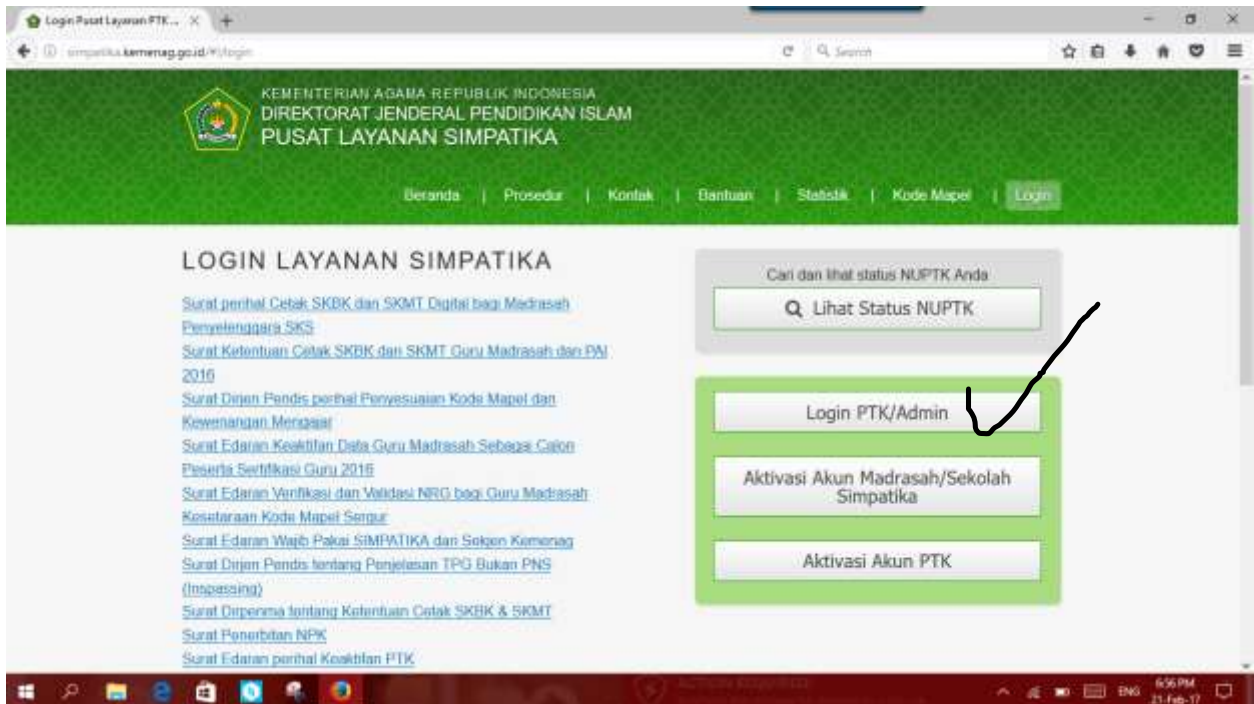 Login Pusat Layanan PTK...
simpatika.kemenag.go.id/#!/login
Search
KEMENTERIAN AGAMA REPUBLIK INDONESIA
DIREKTORAT JENDERAL PENDIDIKAN ISLAM
PUSAT LAYANAN SIMPATIKA
Beranda | Prosedur | Kontak | Bantuan | Statistik | Kode Mapel | Login
LOGIN LAYANAN SIMPATIKA
Surat perihal Cetak SKBK dan SKMT Digital bagi Madrasah
Penyelenggara SKS
Surat Ketentuan Cetak SKBK dan SKMT Guru Madrasah dan PAI
2016
Surat Dirjen Pendis perihal Penyesuaian Kode Mapel dan
Kewenangan Mengajar
Surat Edaran Keaktifan Data Guru Madrasah Sebagai Calon
Peserta Sertifikasi Guru 2016
Surat Edaran Verifikasi dan Validasi NRG bagi Guru Madrasah
Kesetaraan Kode Mapel Sergur
Surat Edaran Wajib Pakai SIMPATIKA dari Sekjen Kemenag
Surat Dirjen Pendis tentang Penjelasan TPG Bukan PNS
(Inspassing)
Surat Dirpenma tentang Ketentuan Cetak SKBK & SKMT
Surat Penerbitan NPK
Surat Edaran perihal Keaktifan PTK
Cari dan lihat status NUPTK Anda
Lihat Status NUPTK
Login PTK/Admin
Aktivasi Akun Madrasah/Sekolah
Simpatika
Aktivasi Akun PTK
ENG
6:56 PM
21-Feb-17